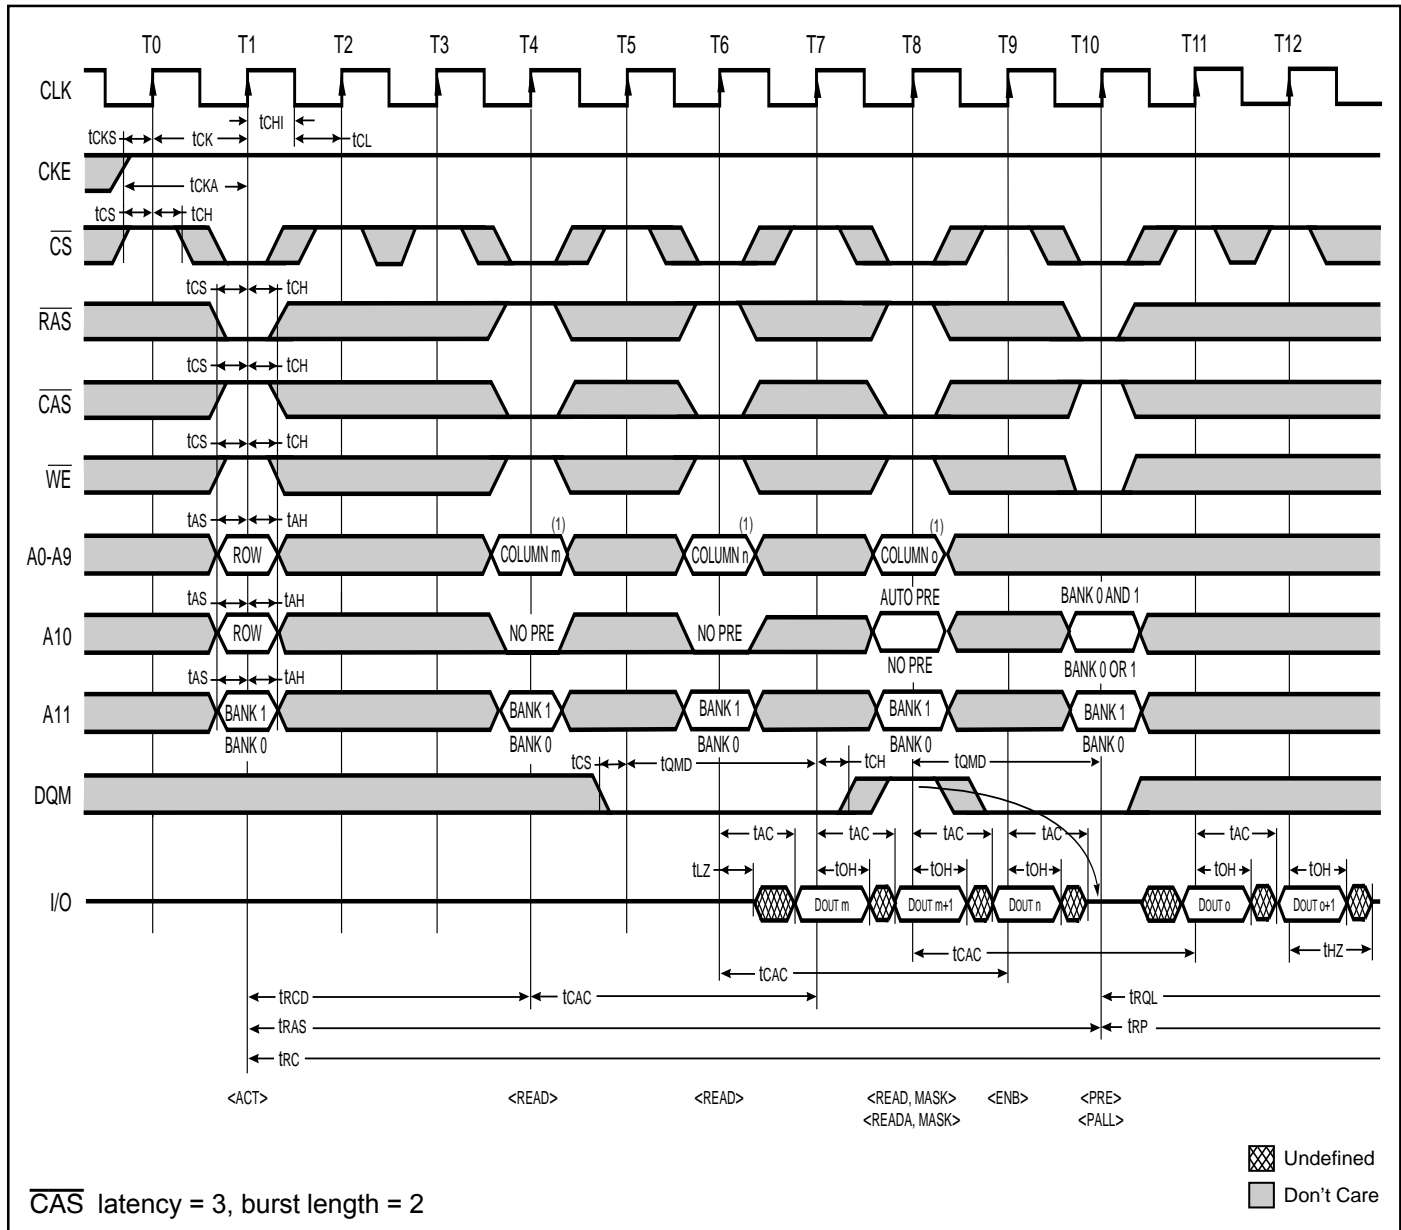 T0 T1 T2 T3 T4 T5 T6 T7 T8 T9 T10 T11 T12
CLK
tCHI
tCKS tCK tCL
CKE
tCKA
tCS tCH
CS
tCS tCH
RAS
tCS tCH
CAS
tCS tCH
WE
tAS tAH (1) (1) (1)
A0-A9 ROW COLUMN m COLUMN n COLUMN o
tAS tAH AUTO PRE BANK 0 AND 1
A10 ROW NO PRE NO PRE
NO PRE BANK 0 OR 1
tAS tAH
A11 BANK 1 BANK 1 BANK 1 BANK 1 BANK 1
BANK 0 BANK 0 BANK 0 BANK 0 BANK 0
tCS tQMD tCH tQMD
DQM
tAC tAC tAC tAC tAC
tLZ tOH tOH tOH tOH tOH
I/O DOUT m DOUT m+1 DOUT n DOUT o DOUT o+1
tCAC tHZ
tCAC
tRCD tCAC tRQL
tRAS tRP
tRC
<ACT> <READ> <READ> <READ, MASK> <ENB> <PRE>
<READA, MASK> <PALL>
Undefined
Don't Care
CAS latency = 3, burst length = 2